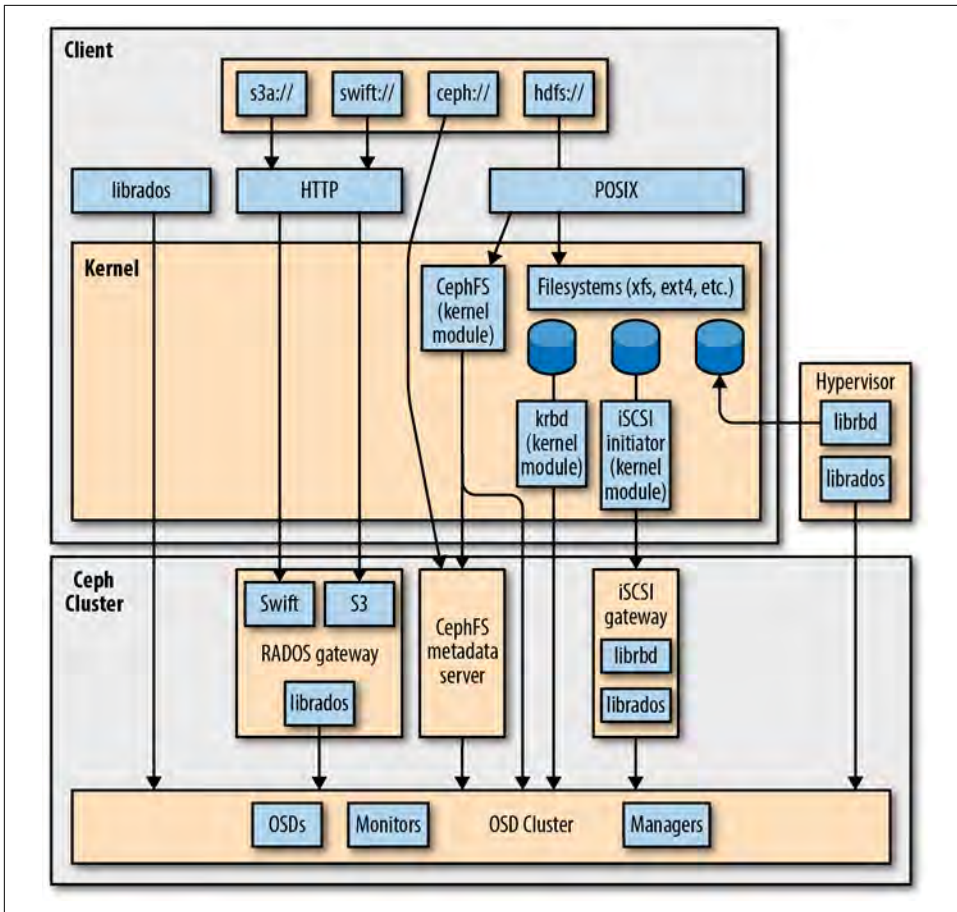 Client
s3a://
swift://
ceph://
hdfs://
librados
HTTP
POSIX
Kernel
CephFS
(kernel
module)
Filesystems (xfs, ext4, etc.)
krbd
(kernel
module)
iSCSI
initiator
(kernel
module)
Hypervisor
librbd
librados
Ceph
Cluster
Swift
S3
RADOS gateway
librados
CephFS
metadata
server
iSCSI
gateway
librbd
librados
OSDs
Monitors
OSD Cluster
Managers